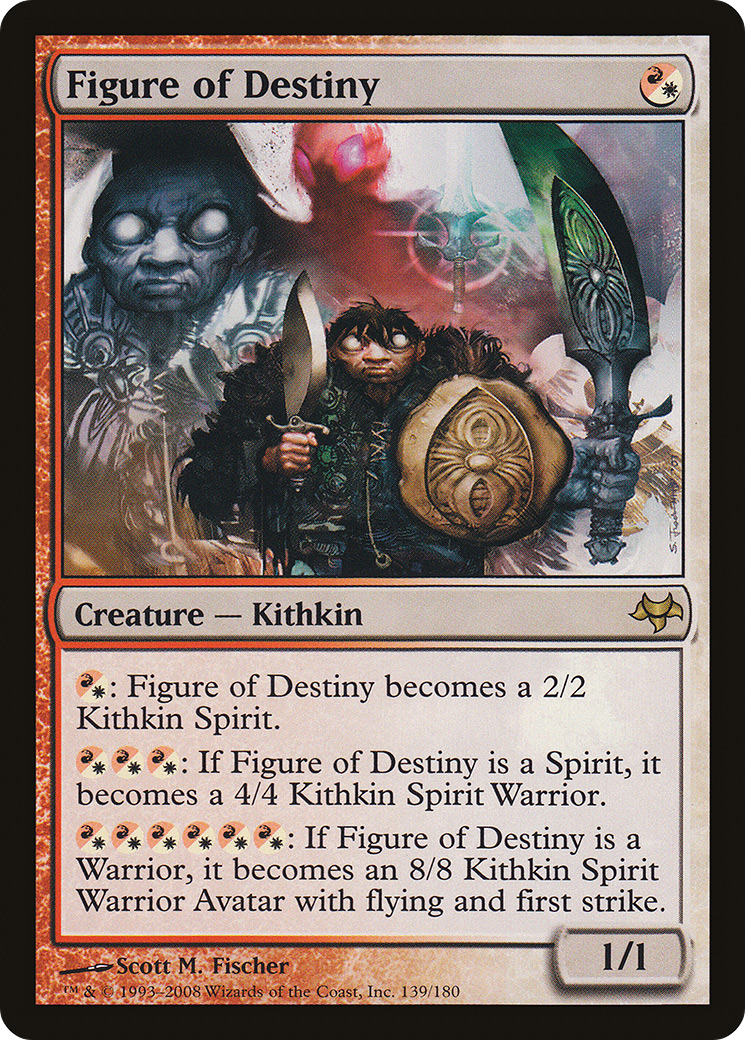 Figure of Destiny
Creature — Kithkin
: Figure of Destiny becomes a 2/2
Kithkin Spirit.
: If Figure of Destiny is a Spirit, it
becomes a 4/4 Kithkin Spirit Warrior.
: If Figure of Destiny is a
Warrior, it becomes an 8/8 Kithkin Spirit
Warrior Avatar with flying and first strike.
1/1
Scott M. Fischer
™ & © 1993–2008 Wizards of the Coast, Inc. 139/180